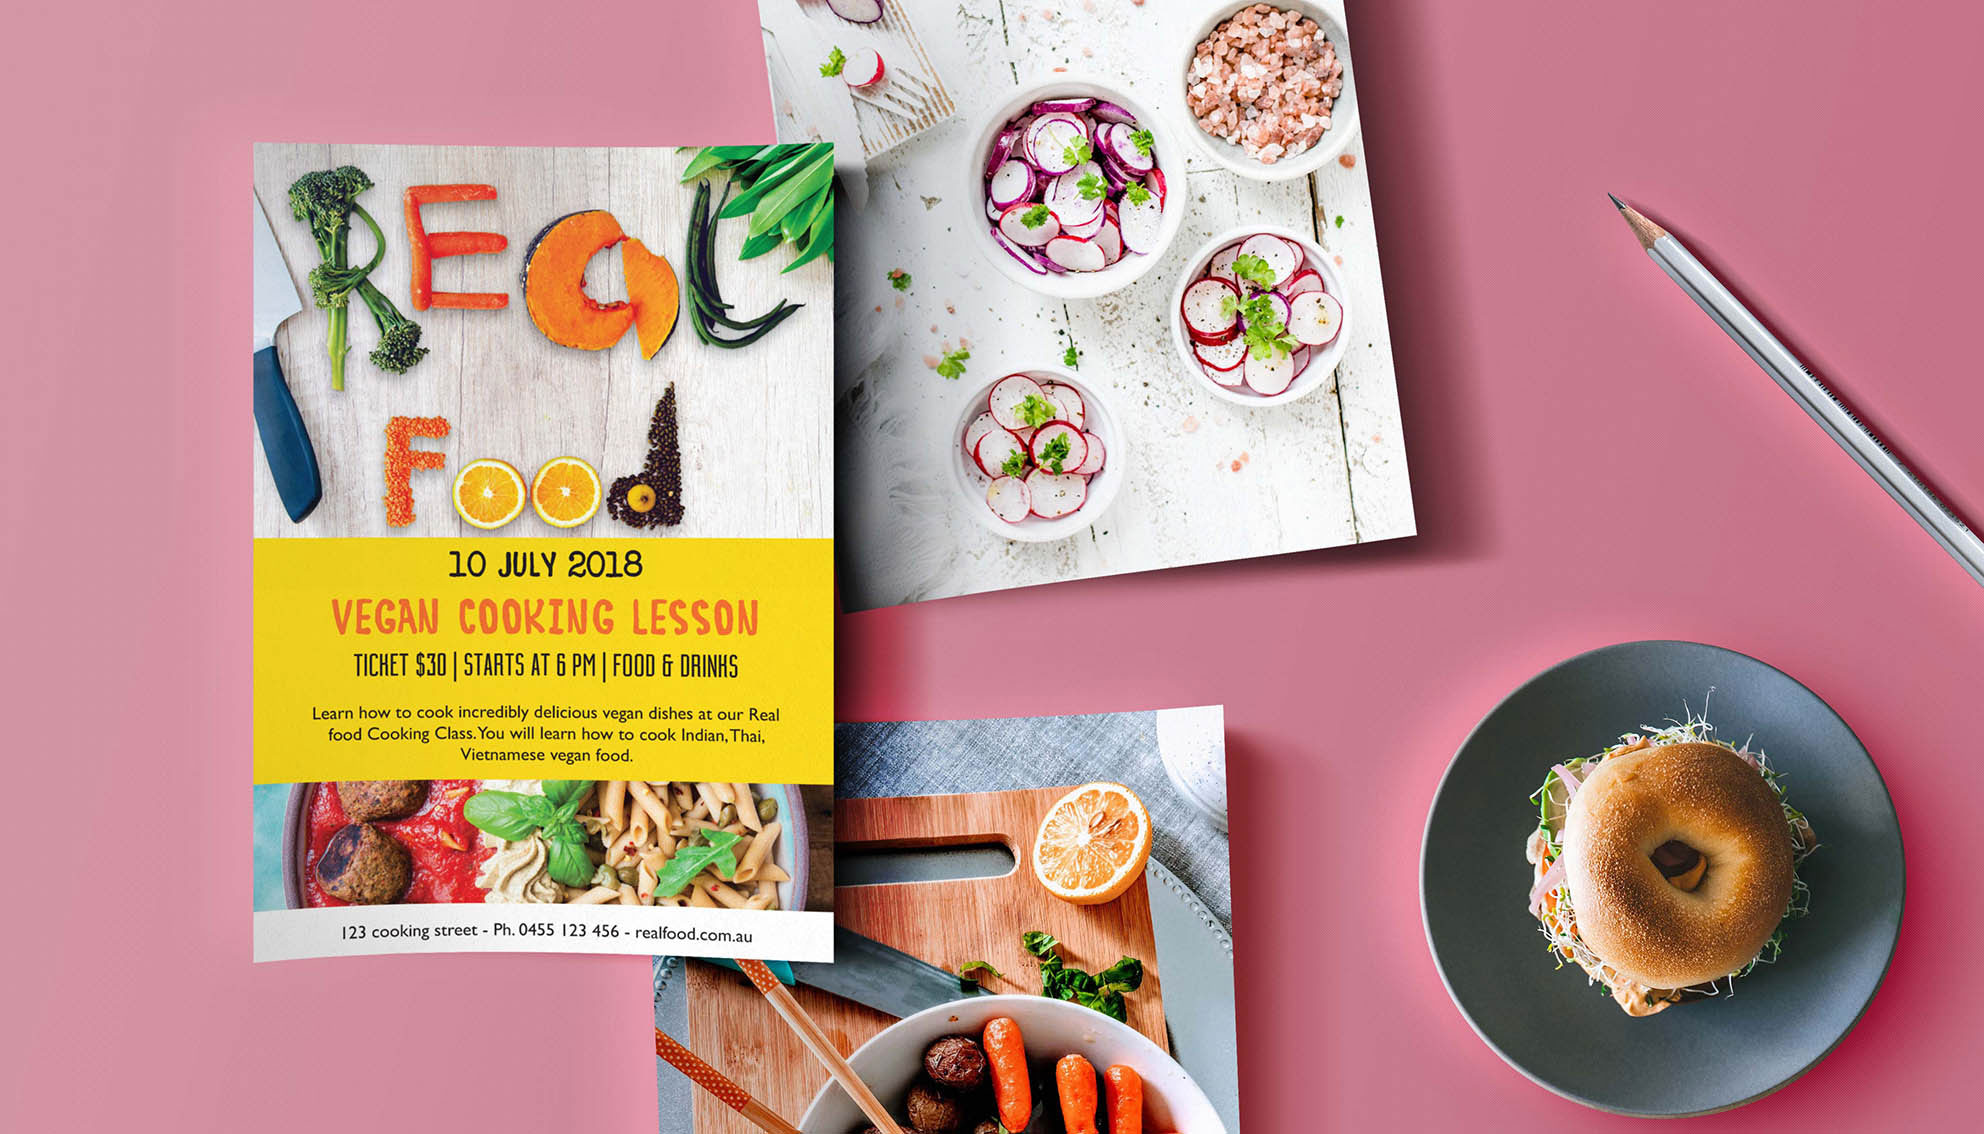 REaL
Food
10 JULY 2018
VEGAN COOKING LESSON
TICKET $30 | STARTS AT 6 PM | FOOD & DRINKS
Learn how to cook incredibly delicious vegan dishes at our Real
food Cooking Class.You will learn how to cook Indian,Thai,
Vietnamese vegan food.
123 cooking street - Ph. 0455 123 456 - realfood.com.au